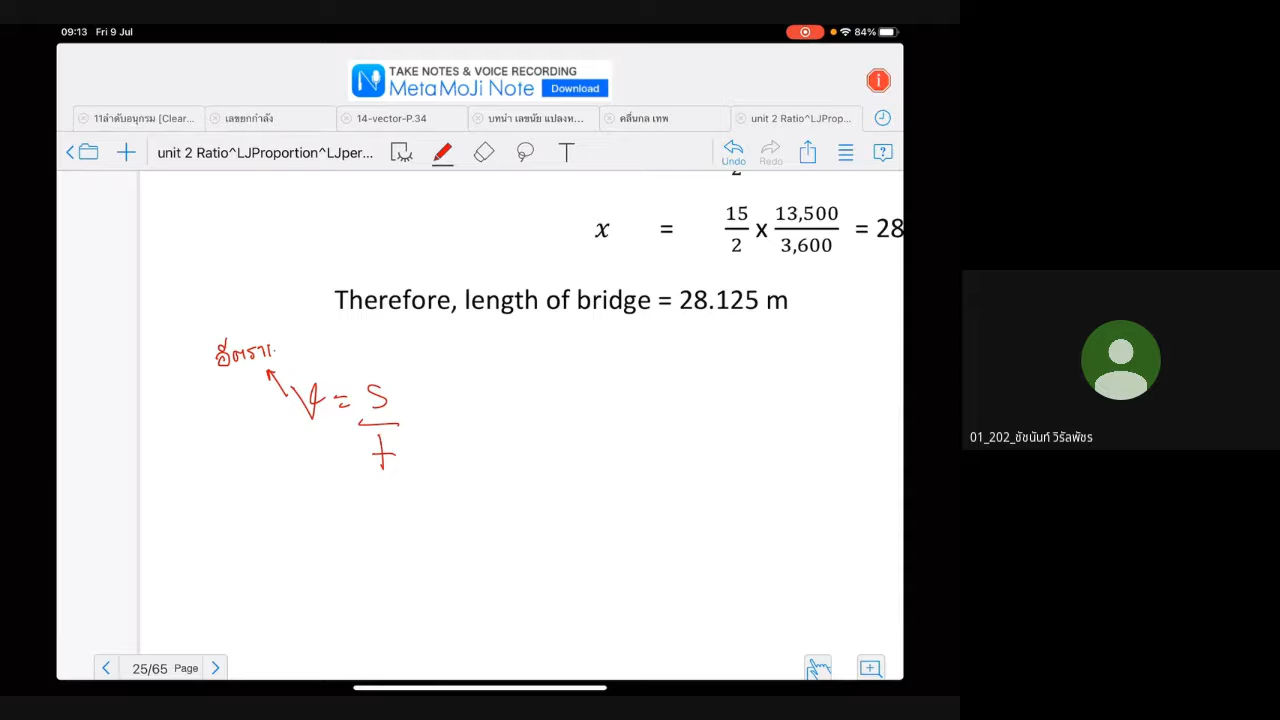 09:13 Fri 9 Jul
84%
TAKE NOTES & VOICE RECORDING
MetaMoJi Note Download
11ลำดับอนุกรม [Clear...
เลขยกกำลัง
14-vector-P.34
บทนำ เลขนัย แปลงห...
คลื่นกล เทพ
unit 2 Ratio^LJProp...
unit 2 Ratio^LJProportion^LJper...
T
Undo
Redo
2
x = 15/2 x 13,500/3,600 = 28
Therefore, length of bridge = 28.125 m
อัตรา
V = S/t
25/65 Page
01_202_ชัชนันท์ วิรัลพัชร